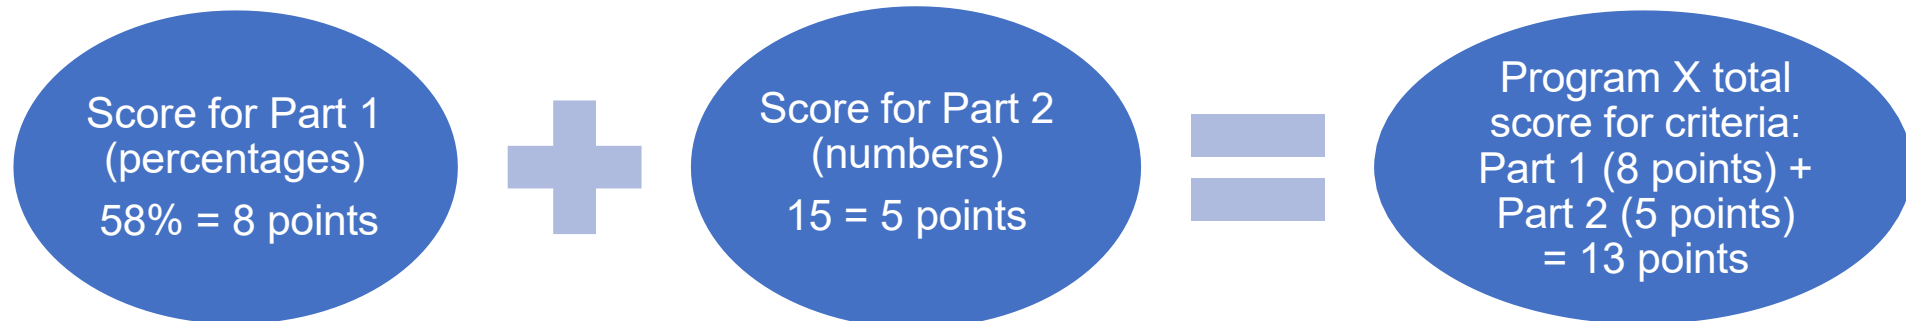 Score for Part 1
(percentages)
58% = 8 points
Score for Part 2
(numbers)
15 = 5 points
Program X total
score for criteria:
Part 1 (8 points) +
Part 2 (5 points)
= 13 points